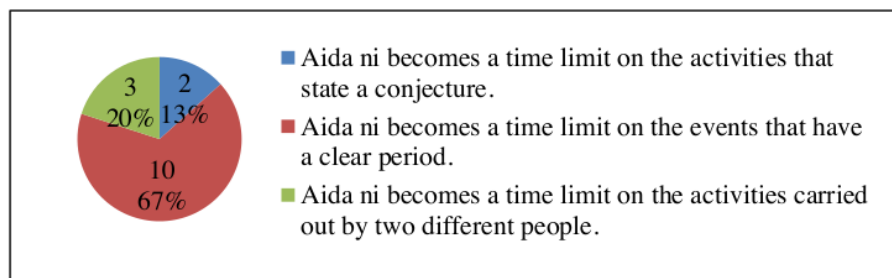 3
20%
2
13%
10
67%
Aida ni becomes a time limit on the activities that
state a conjecture.
Aida ni becomes a time limit on the events that have
a clear period.
Aida ni becomes a time limit on the activities carried
out by two different people.